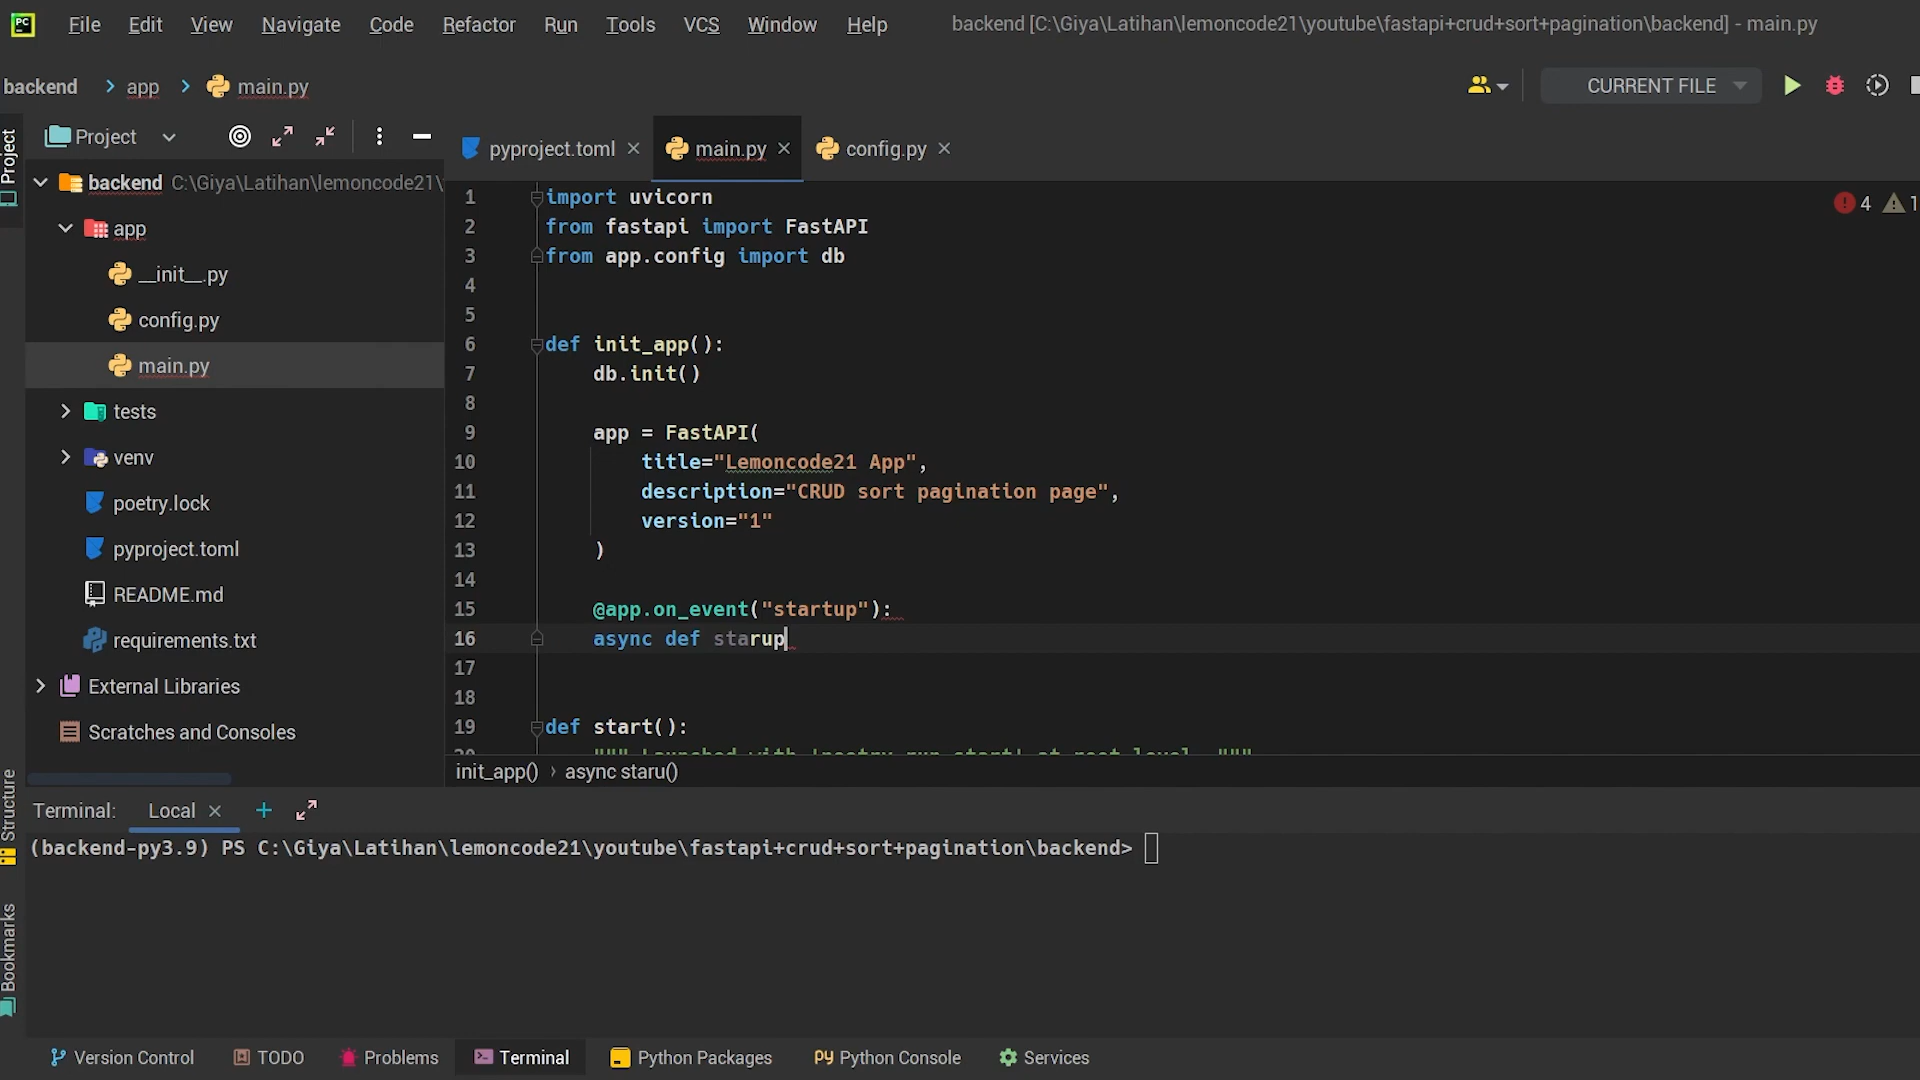 PC File Edit View Navigate Code Refactor Run Tools VCS Window Help backend [C:\Giya\Latihan\lemoncode21\youtube\fastapi+crud+sort+pagination\backend] - main.py
backend > app > main.py CURRENT FILE
Project
Project
pyproject.toml main.py config.py
backend C:\Giya\Latihan\lemoncode21\
app
__init__.py
config.py
main.py
tests
venv
poetry.lock
pyproject.toml
README.md
requirements.txt
External Libraries
Scratches and Consoles
4 1
1 import uvicorn
2 from fastapi import FastAPI
3 from app.config import db
4
5
6 def init_app():
7 db.init()
8
9 app = FastAPI(
10 title="Lemoncode21 App",
11 description="CRUD sort pagination page",
12 version="1"
13 )
14
15 @app.on_event("startup"):
16 async def starup
17
18
19 def start():
20 """ Launched with 'poetry run start' at root level """
init_app() > async staru()
Structure
Bookmarks
Terminal: Local
(backend-py3.9) PS C:\Giya\Latihan\lemoncode21\youtube\fastapi+crud+sort+pagination\backend>
Version Control TODO Problems Terminal Python Packages Python Console Services